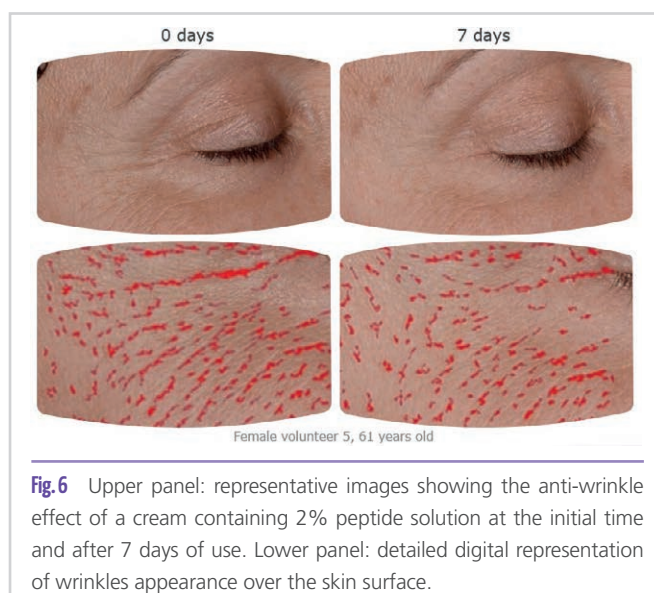 0 days 7 days
Female volunteer 5, 61 years old
Fig. 6 Upper panel: representative images showing the anti-wrinkle
effect of a cream containing 2% peptide solution at the initial time
and after 7 days of use. Lower panel: detailed digital representation
of wrinkles appearance over the skin surface.